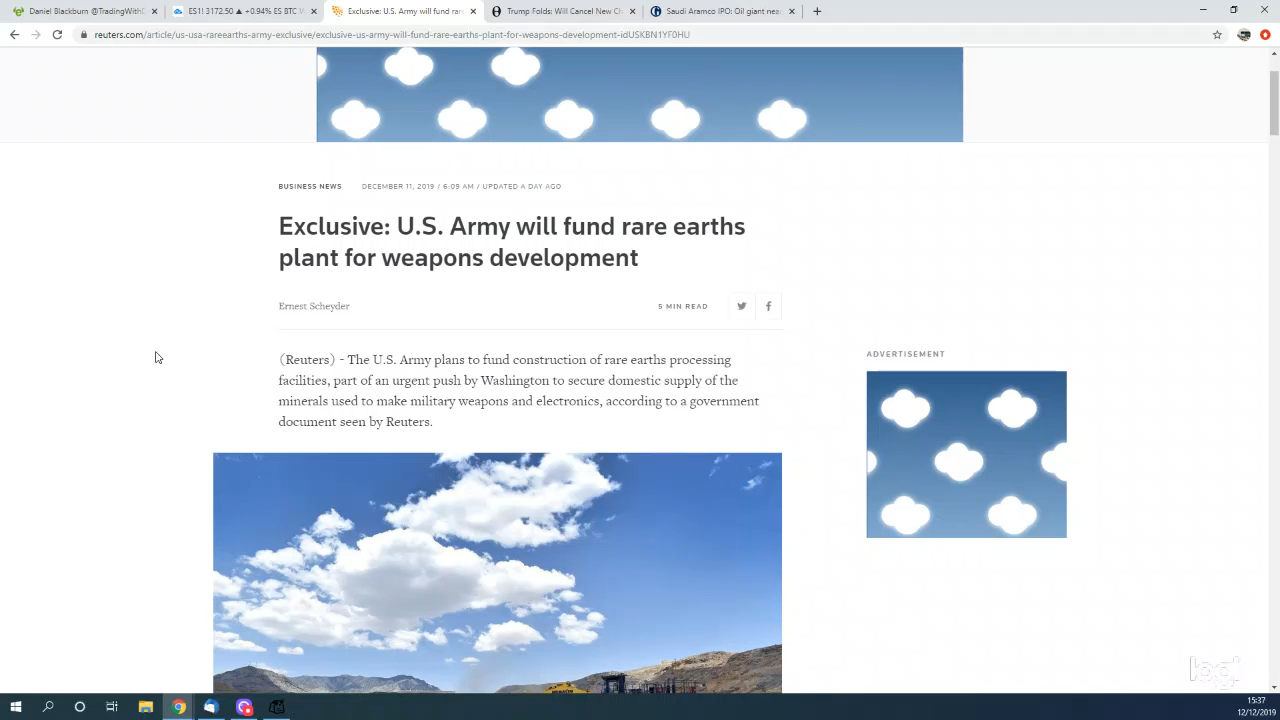 Daniel Blackburn @TradingWithD
ES1! 3172.50 ▲ +0.94% ES BTC
Exclusive: U.S. Army will fund rare
Trump Folds: Will Cancel New Ch
Saudi Aramco IPO: Oil giant nea
reuters.com/article/us-usa-rareearths-army-exclusive/exclusive-us-army-will-fund-rare-earths-plant-for-weapons-development-idUSKBN1YF0HU
BUSINESS NEWS DECEMBER 11, 2019 / 6:09 AM / UPDATED A DAY AGO
Exclusive: U.S. Army will fund rare earths
plant for weapons development
Ernest Scheyder
5 MIN READ
(Reuters) - The U.S. Army plans to fund construction of rare earths processing
facilities, part of an urgent push by Washington to secure domestic supply of the
minerals used to make military weapons and electronics, according to a government
document seen by Reuters.
ADVERTISEMENT
15:37
12/12/2019